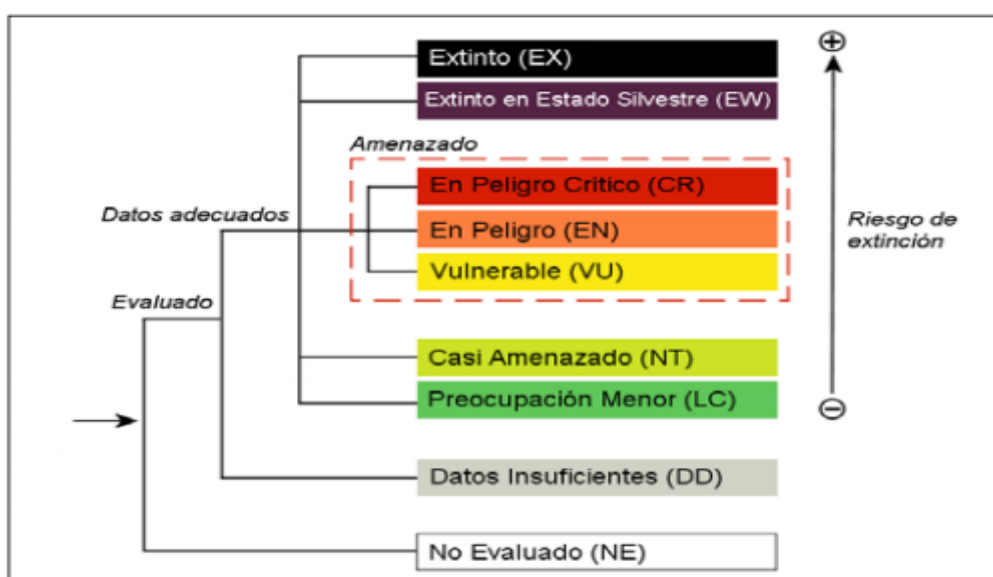 Extinto (EX)
Extinto en Estado Silvestre (EW)
Amenazado
En Peligro Critico (CR)
Datos adecuados
En Peligro (EN)
Riesgo de
extinción
Vulnerable (VU)
Evaluado
Casi Amenazado (NT)
Preocupación Menor (LC)
Datos Insuficientes (DD)
No Evaluado (NE)